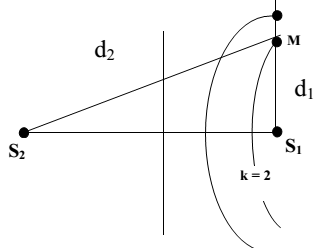 d₂
M
d₁
S₂
S₁
k = 2